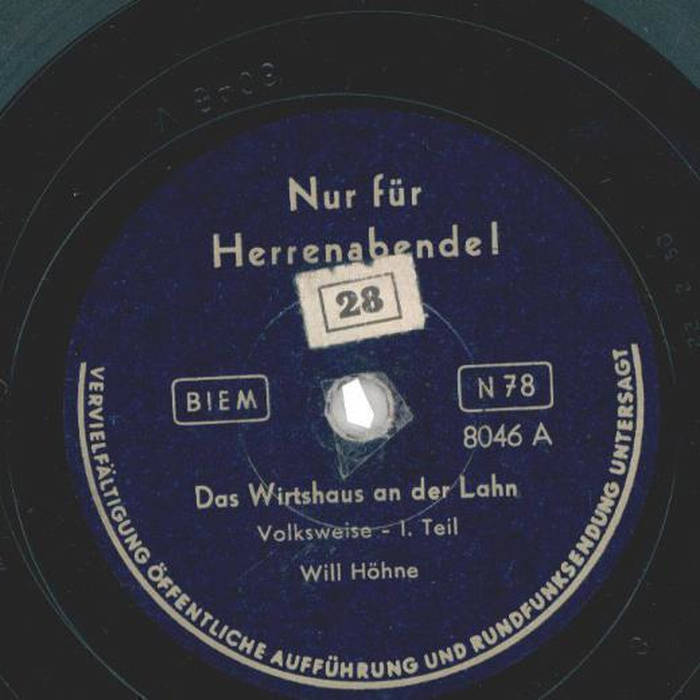 Nur für
Herrenabende!
28
BIEM
N 78
8046 A
Das Wirtshaus an der Lahn
Volksweise - I. Teil
Will Höhne
VERVIELFÄLTIGUNG ÖFFENTLICHE AUFFÜHRUNG UND RUNDFUNKSENDUNG UNTERSAGT